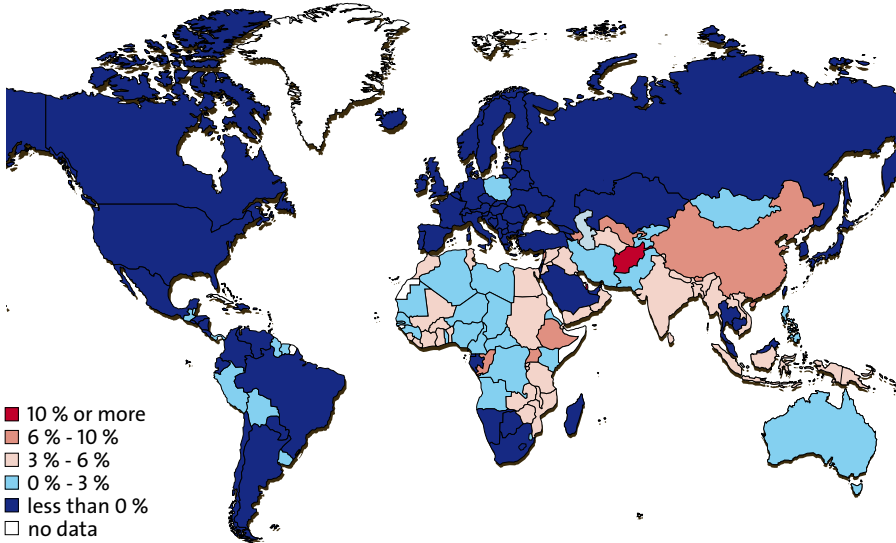 10 % or more
6 % - 10 %
3 % - 6 %
0 % - 3 %
less than 0 %
no data